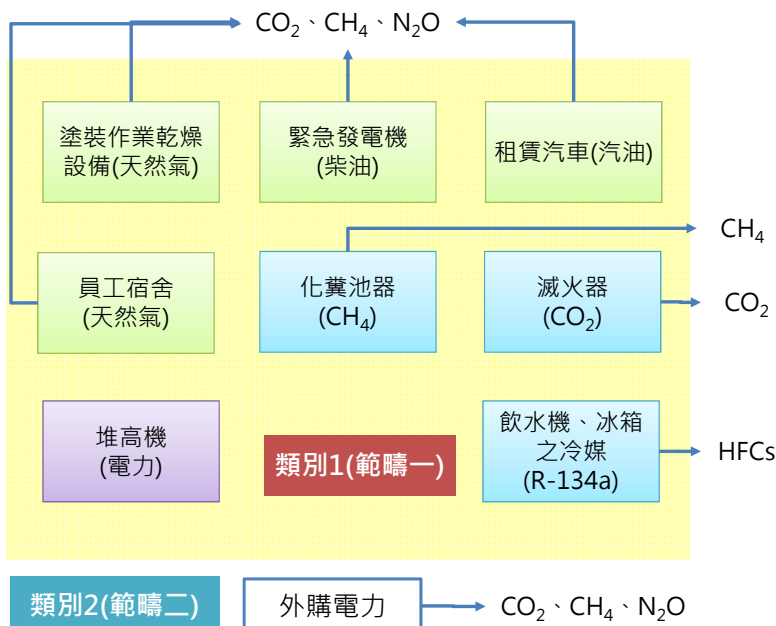 CO₂、CH₄、N₂O
塗裝作業乾燥
設備(天然氣)
緊急發電機
(柴油)
租賃汽車(汽油)
CH₄
員工宿舍
(天然氣)
化糞池器
(CH₄)
滅火器
(CO₂)
CO₂
堆高機
(電力)
類別1(範疇一)
飲水機、冰箱
之冷媒
(R-134a)
HFCs
類別2(範疇二)
外購電力
CO₂、CH₄、N₂O